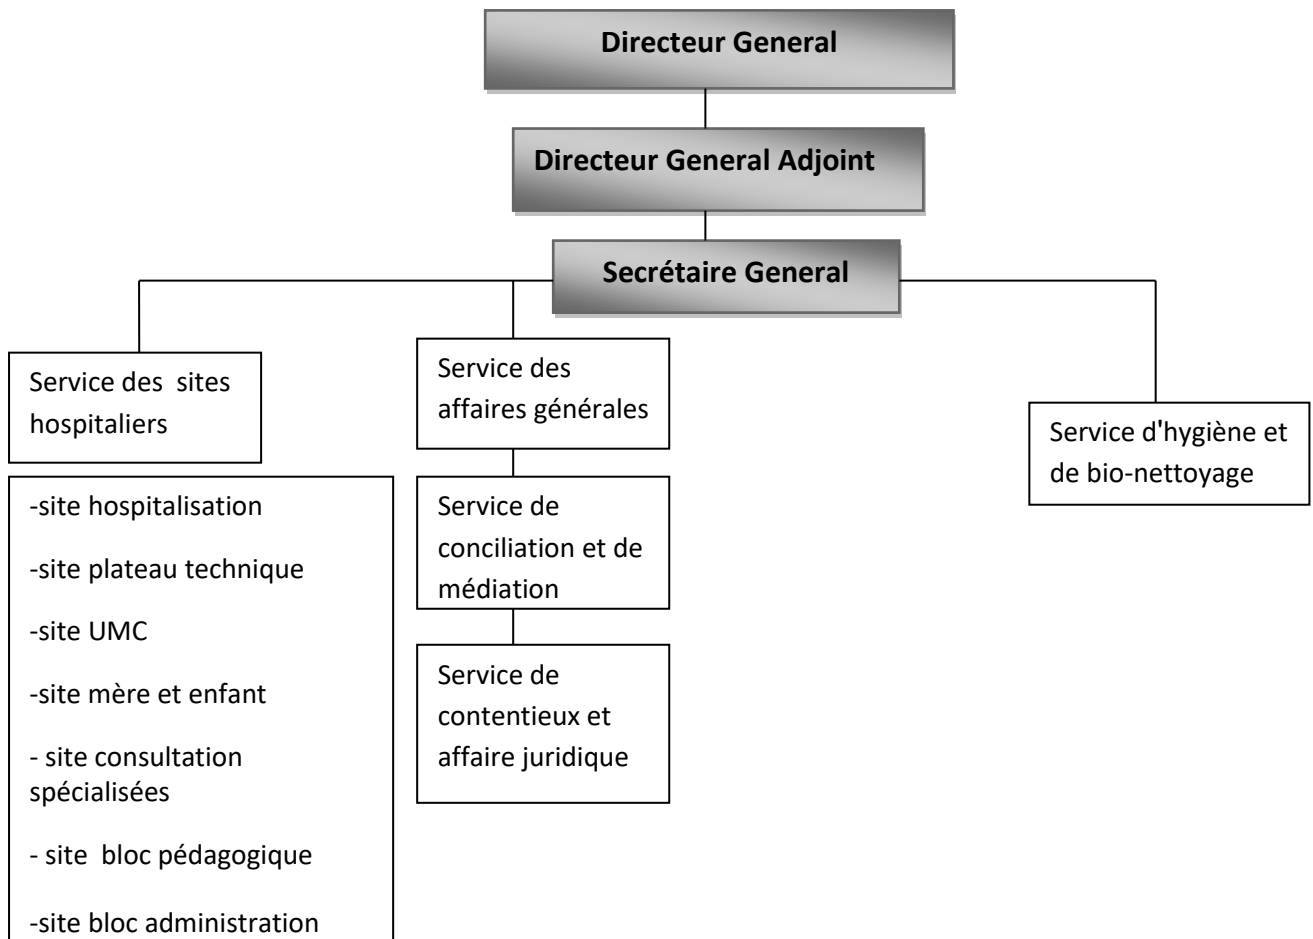 Directeur General
Directeur General Adjoint
Secrétaire General
Service des sites
hospitaliers
-site hospitalisation
-site plateau technique
-site UMC
-site mère et enfant
- site consultation
spécialisées
- site bloc pédagogique
-site bloc administration
Service des
affaires générales
Service de
conciliation et de
médiation
Service de
contentieux et
affaire juridique
Service d'hygiène et
de bio-nettoyage